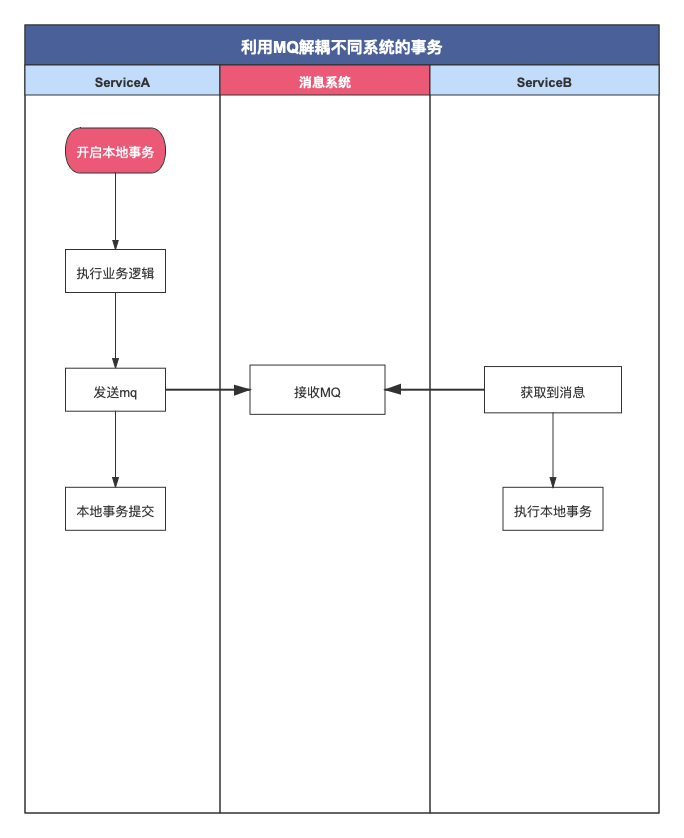 利用MQ解耦不同系统的事务
ServiceA
消息系统
ServiceB
开启本地事务
执行业务逻辑
发送mq
接收MQ
获取到消息
本地事务提交
执行本地事务